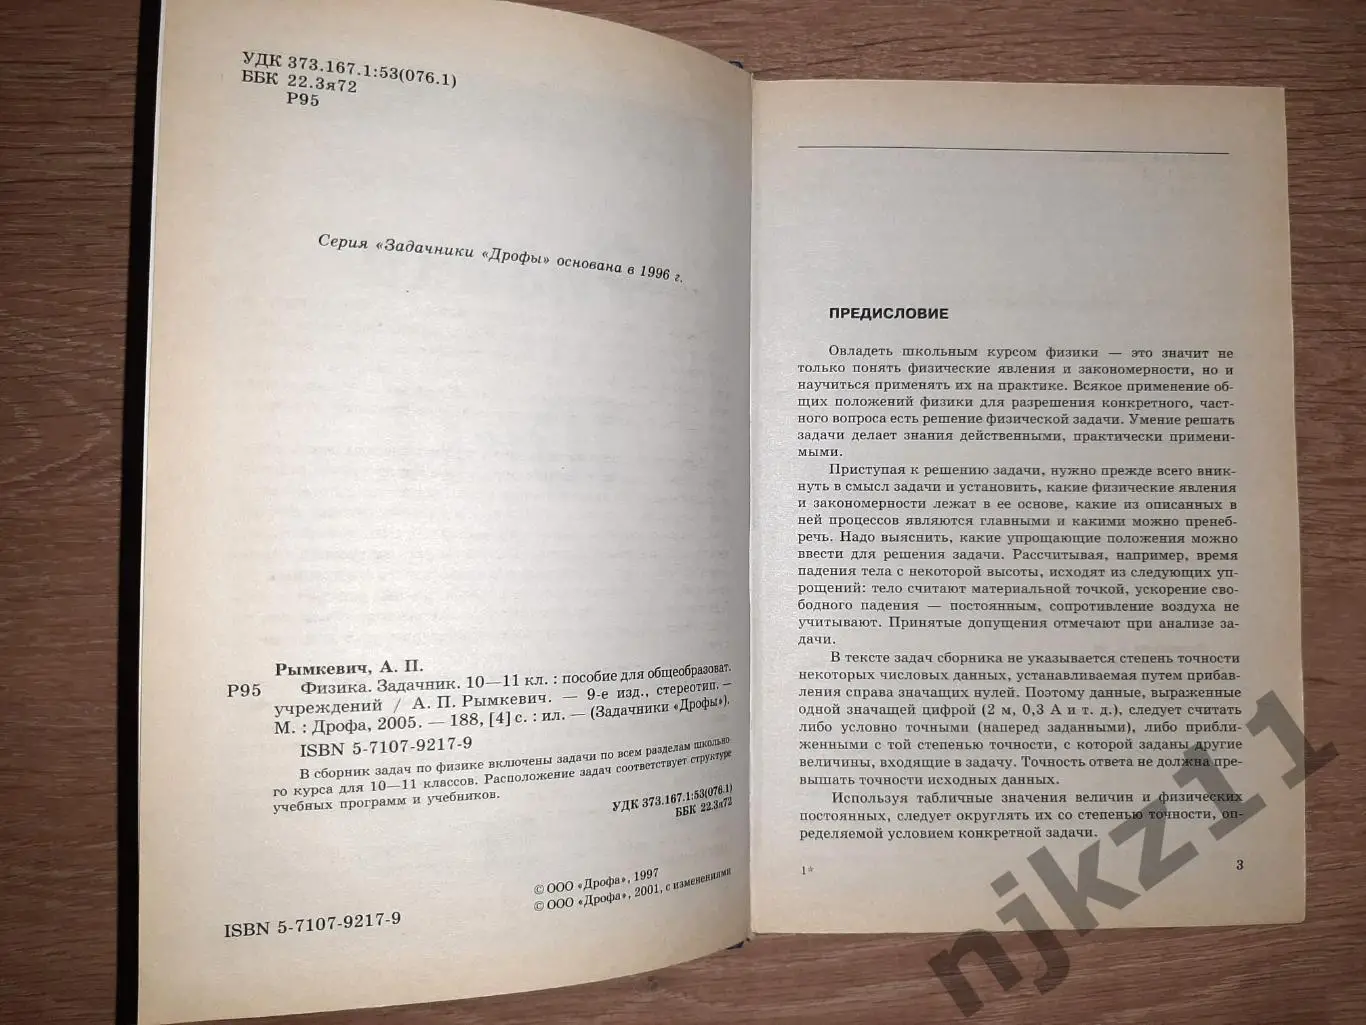 УДК 373.167.1:53(076.1)
ББК 22.3я72
Р95
Серия «Задачники «Дрофы» основана в 1996 г.
Рымкевич, А. П.
Р95
Физика. Задачник. 10—11 кл. : пособие для общеобразоват.
учреждений / А. П. Рымкевич. — 9-е изд., стереотип. —
М. : Дрофа, 2005. — 188, [4] с. : ил. — (Задачники «Дрофы»).
ISBN 5-7107-9217-9
В сборник задач по физике включены задачи по всем разделам школьно-
го курса для 10—11 классов. Расположение задач соответствует структуре
учебных программ и учебников.
УДК 373.167.1:53(076.1)
ББК 22.3я72
© ООО «Дрофа», 1997
© ООО «Дрофа», 2001, с изменениями
ISBN 5-7107-9217-9
ПРЕДИСЛОВИЕ
Овладеть школьным курсом физики — это значит не
только понять физические явления и закономерности, но и
научиться применять их на практике. Всякое применение об-
щих положений физики для разрешения конкретного, част-
ного вопроса есть решение физической задачи. Умение решать
задачи делает знания действенными, практически примени-
мыми.
Приступая к решению задачи, нужно прежде всего вник-
нуть в смысл задачи и установить, какие физические явления
и закономерности лежат в ее основе, какие из описанных в
ней процессов являются главными и какими можно пренеб-
речь. Надо выяснить, какие упрощающие положения можно
ввести для решения задачи. Рассчитывая, например, время
падения тела с некоторой высоты, исходят из следующих уп-
рощений: тело считают материальной точкой, ускорение сво-
бодного падения — постоянным, сопротивление воздуха не
учитывают. Принятые допущения отмечают при анализе за-
дачи.
В тексте задач сборника не указывается степень точности
некоторых числовых данных, устанавливаемая путем прибав-
ления справа значащих нулей. Поэтому данные, выраженные
одной значащей цифрой (2 м, 0,3 А и т. д.), следует считать
либо условно точными (наперед заданными), либо прибли-
женными с той степенью точности, с которой заданы другие
величины, входящие в задачу. Точность ответа не должна пре-
вышать точности исходных данных.
Используя табличные значения величин и физических
постоянных, следует округлять их со степенью точности, оп-
ределяемой условием конкретной задачи.
1*
3
njkz11